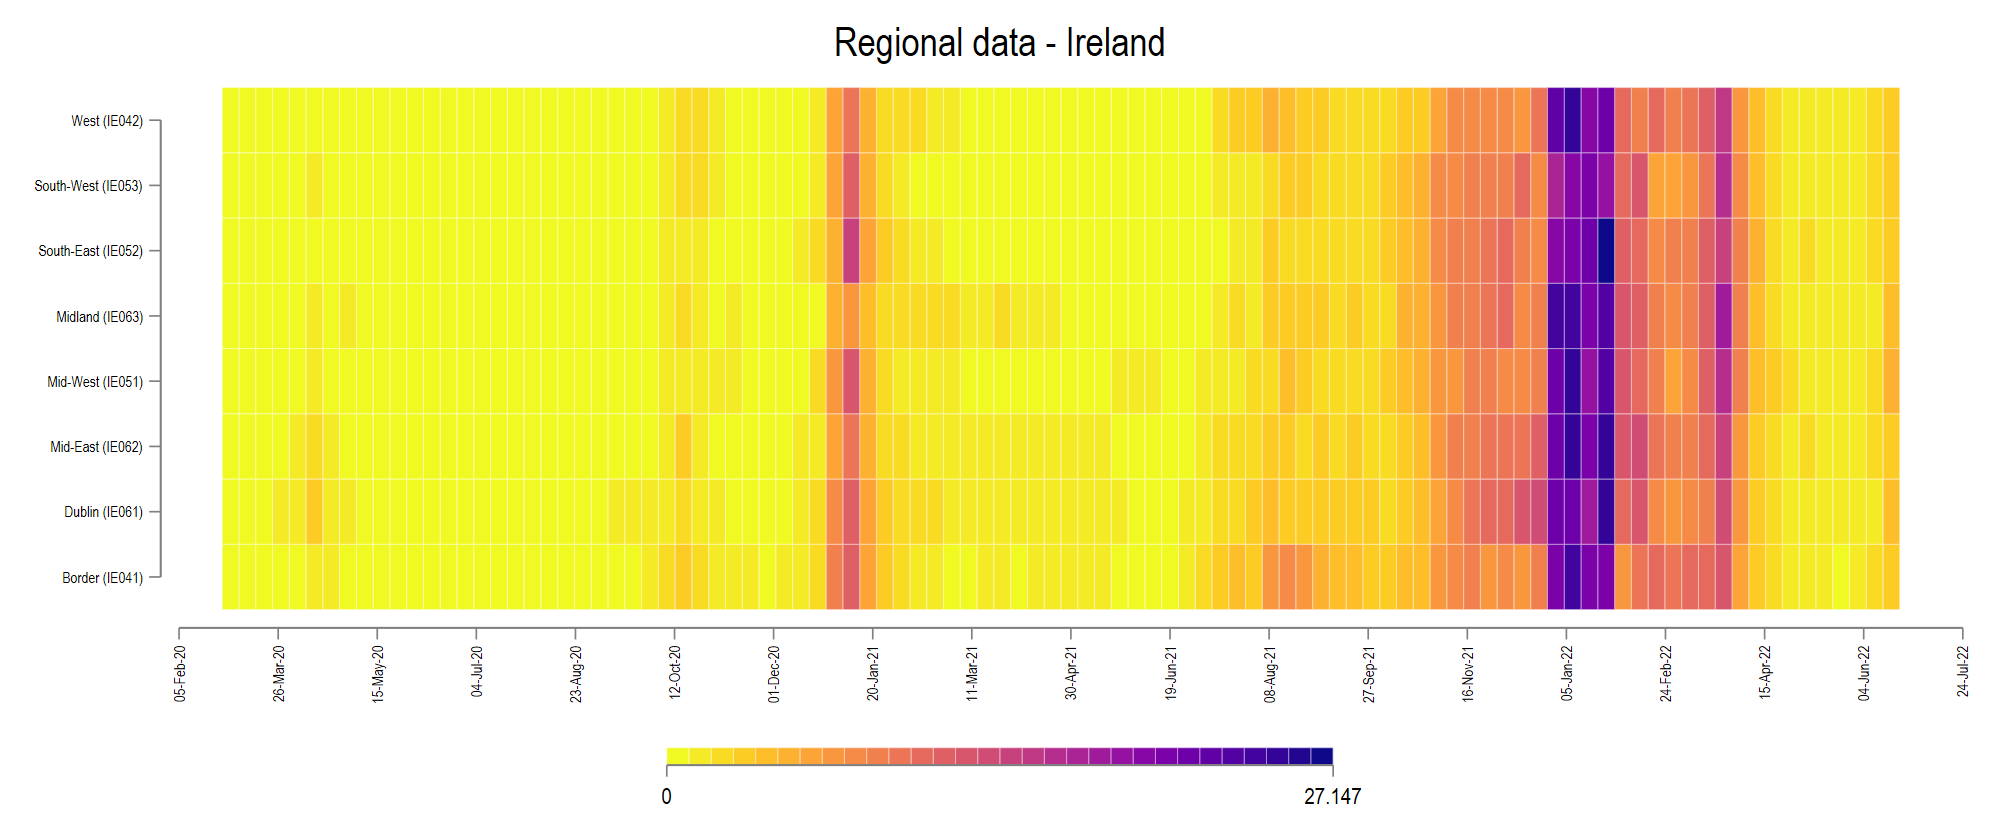 Regional data - Ireland
West (IE042)
South-West (IE053)
South-East (IE052)
Midland (IE063)
Mid-West (IE051)
Mid-East (IE062)
Dublin (IE061)
Border (IE041)
05-Feb-20
26-Mar-20
15-May-20
04-Jul-20
23-Aug-20
12-Oct-20
01-Dec-20
20-Jan-21
11-Mar-21
30-Apr-21
19-Jun-21
08-Aug-21
27-Sep-21
16-Nov-21
05-Jan-22
24-Feb-22
15-Apr-22
04-Jun-22
24-Jul-22
0
27.147